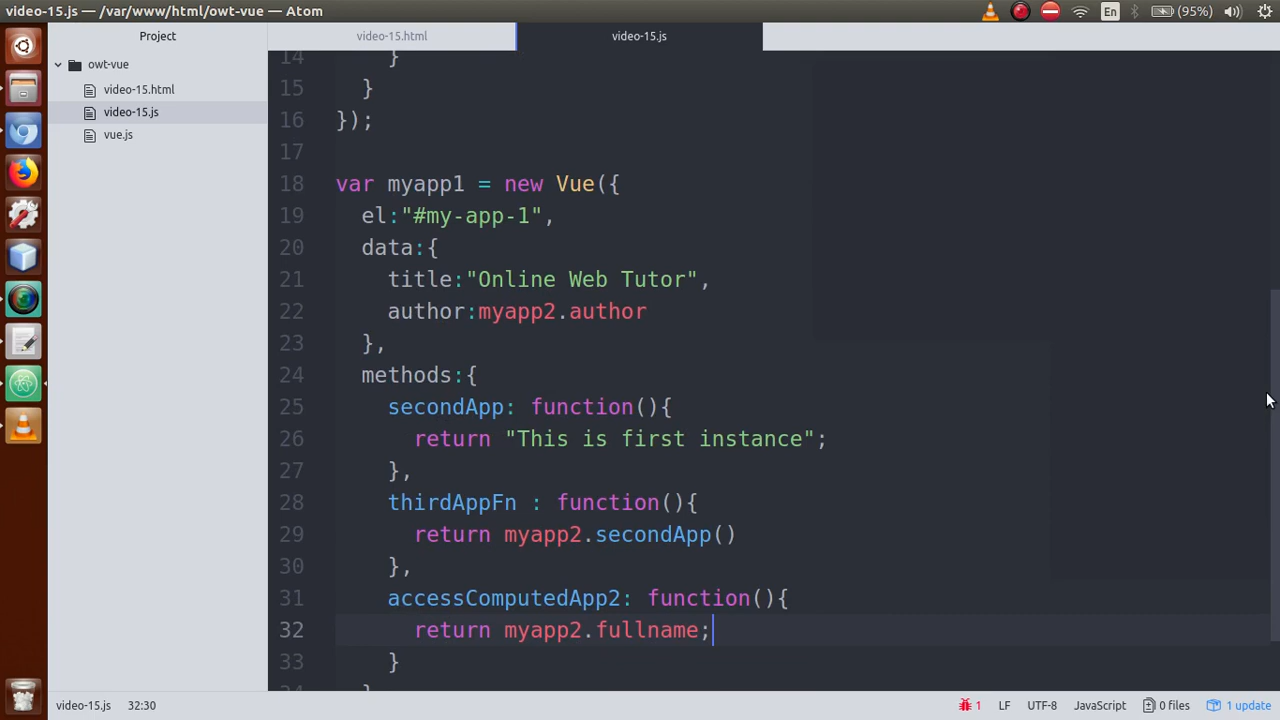 video-15.js — /var/www/html/owt-vue — Atom
En
(95%)
Project
video-15.html
video-15.js
owt-vue
video-15.html
video-15.js
vue.js
14 }
15 }
16 });
17
18 var myapp1 = new Vue({
19 el:"#my-app-1",
20 data:{
21 title:"Online Web Tutor",
22 author:myapp2.author
23 },
24 methods:{
25 secondApp: function(){
26 return "This is first instance";
27 },
28 thirdAppFn : function(){
29 return myapp2.secondApp()
30 },
31 accessComputedApp2: function(){
32 return myapp2.fullname;
33 }
34 }
video-15.js 32:30
1 LF UTF-8 JavaScript 0 files 1 update